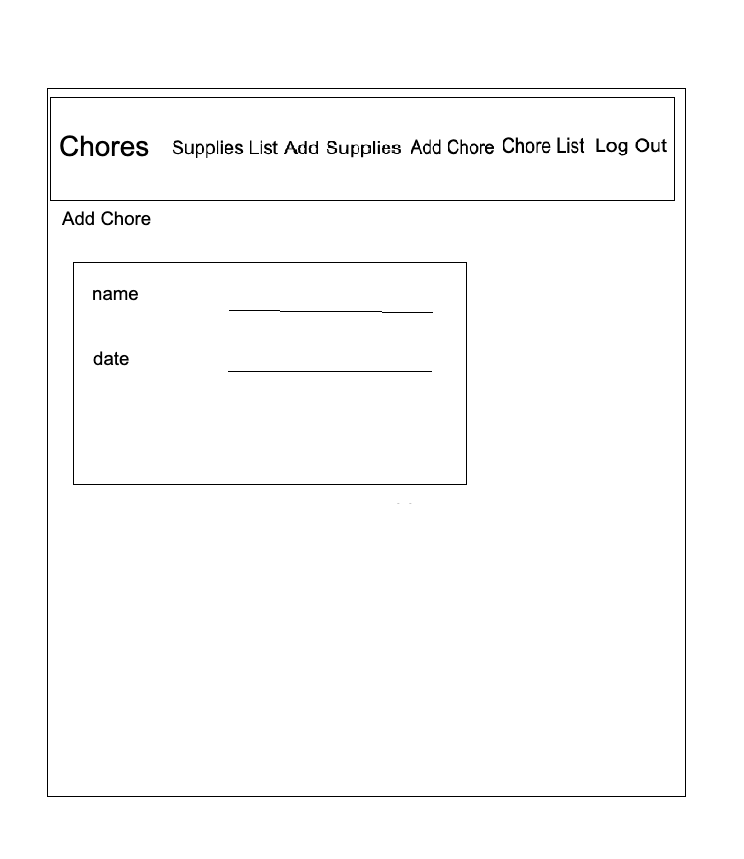 Chores Supplies List Add Supplies Add Chore Chore List Log Out
Add Chore
name
date